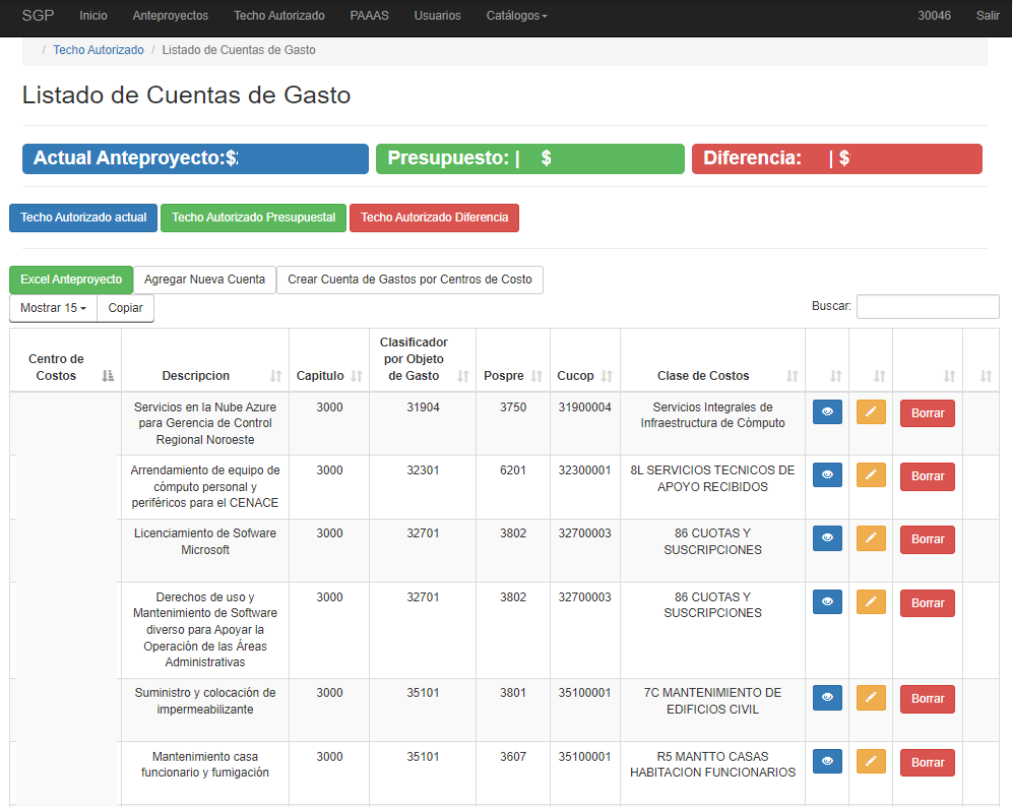 SGP Inicio Anteproyectos Techo Autorizado PAAAS Usuarios Catálogos 30046 Salir
/ Techo Autorizado / Listado de Cuentas de Gasto
Listado de Cuentas de Gasto
Actual Anteproyecto:$ Presupuesto: | $ Diferencia: | $
Techo Autorizado actual Techo Autorizado Presupuestal Techo Autorizado Diferencia
Excel Anteproyecto Agregar Nueva Cuenta Crear Cuenta de Gastos por Centros de Costo
Mostrar 15 Copiar Buscar:
Clasificador
Centro de por Objeto
Costos Descripcion Capitulo de Gasto Pospre Cucop Clase de Costos
Servicios en la Nube Azure 3000 31904 3750 31900004 Servicios Integrales de Borrar
para Gerencia de Control Infraestructura de Cómputo
Regional Noroeste
Arrendamiento de equipo de 3000 32301 6201 32300001 8L SERVICIOS TECNICOS DE Borrar
cómputo personal y APOYO RECIBIDOS
periféricos para el CENACE
Licenciamiento de Sofware 3000 32701 3802 32700003 86 CUOTAS Y Borrar
Microsoft SUSCRIPCIONES
Derechos de uso y 3000 32701 3802 32700003 86 CUOTAS Y Borrar
Mantenimiento de Software SUSCRIPCIONES
diverso para Apoyar la
Operación de las Áreas
Administrativas
Suministro y colocación de 3000 35101 3801 35100001 7C MANTENIMIENTO DE Borrar
impermeabilizante EDIFICIOS CIVIL
Mantenimiento casa 3000 35101 3607 35100001 R5 MANTTO CASAS Borrar
funcionario y fumigación HABITACION FUNCIONARIOS